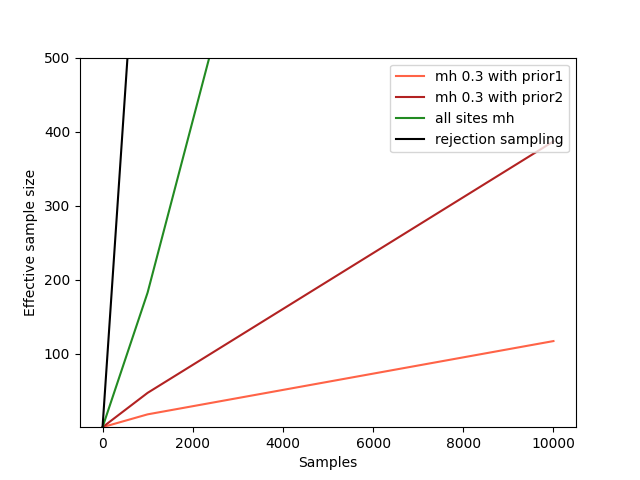 500
400
300
200
100
Effective sample size
mh 0.3 with prior1
mh 0.3 with prior2
all sites mh
rejection sampling
0 2000 4000 6000 8000 10000
Samples